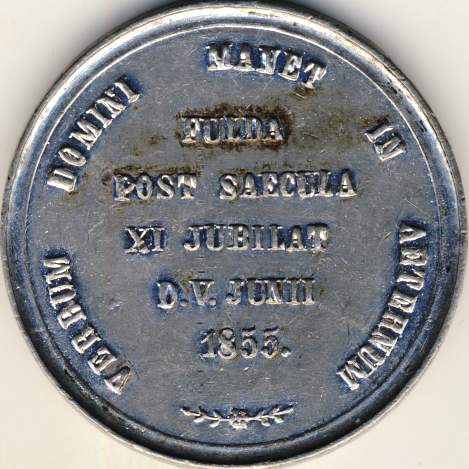 VERBUM DOMINI MANET IN AETERNUM
FULDA
POST SAECULA
XI JUBILAT
D.V. JUNII
1855.